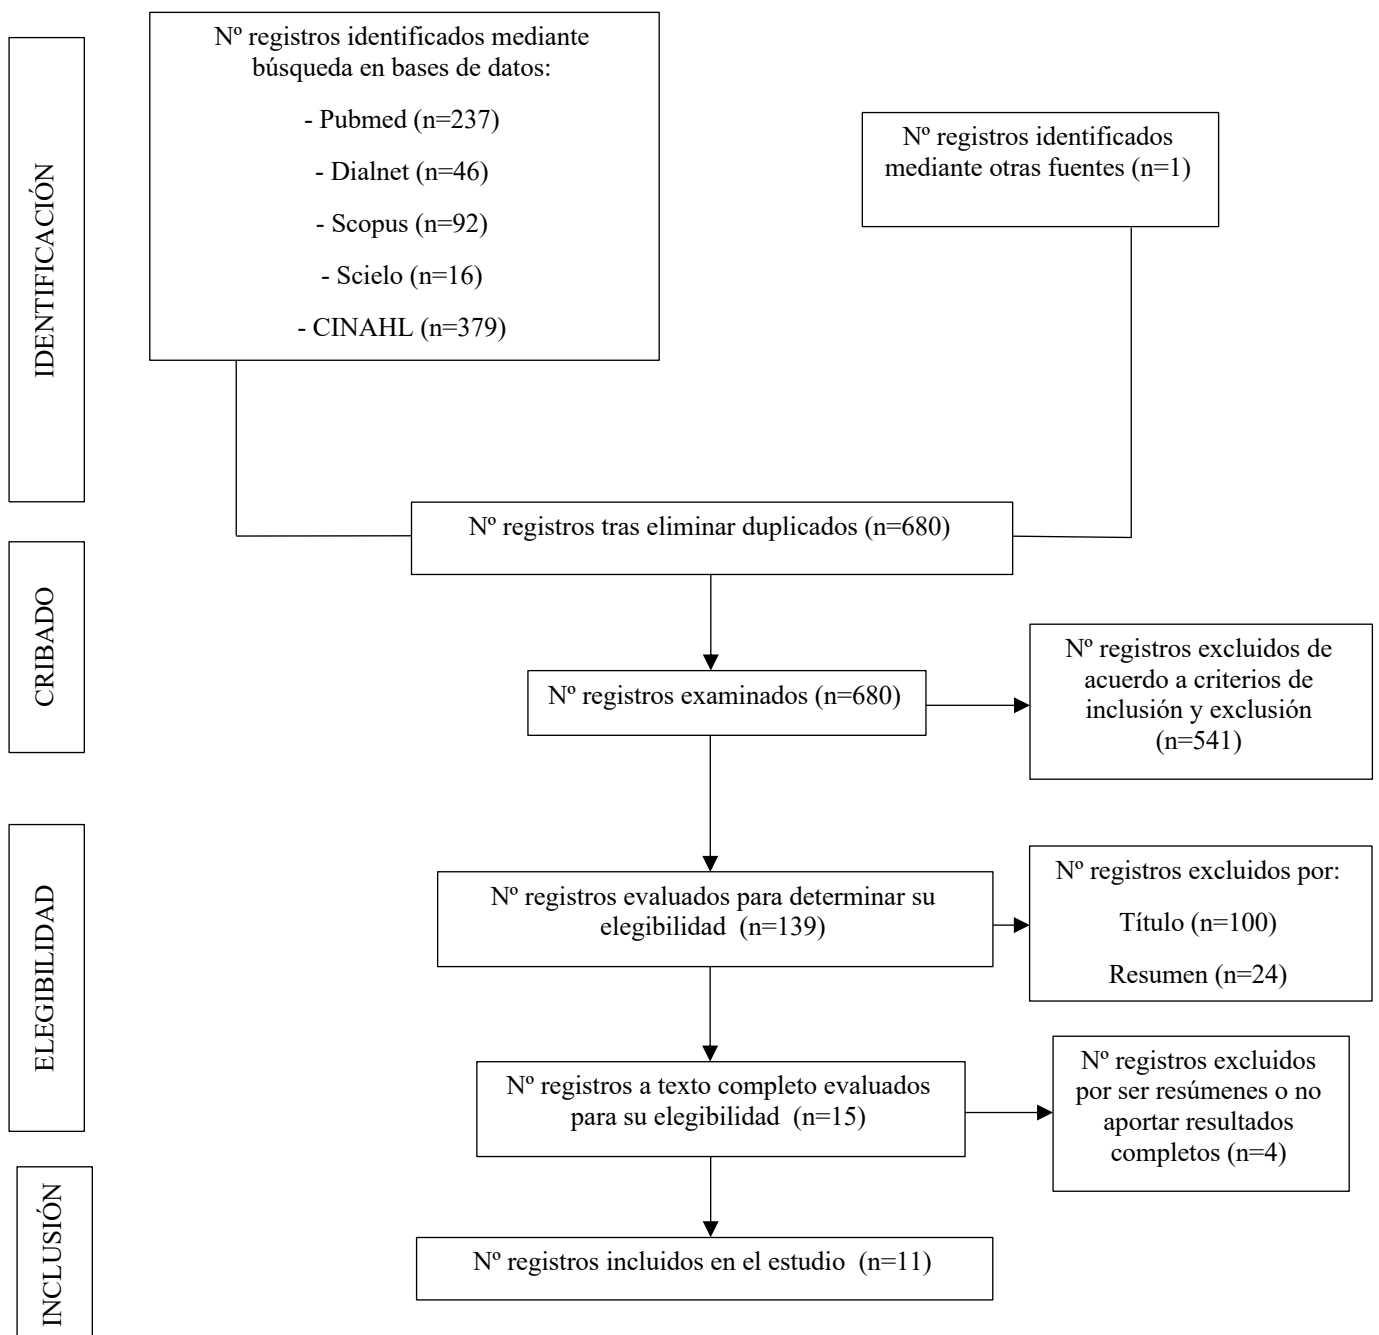 IDENTIFICACIÓN
Nº registros identificados mediante
búsqueda en bases de datos:
- Pubmed (n=237)
- Dialnet (n=46)
- Scopus (n=92)
- Scielo (n=16)
- CINAHL (n=379)
Nº registros identificados
mediante otras fuentes (n=1)
Nº registros tras eliminar duplicados (n=680)
CRIBADO
Nº registros examinados (n=680)
Nº registros excluidos de
acuerdo a criterios de
inclusión y exclusión
(n=541)
ELEGIBILIDAD
Nº registros evaluados para determinar su
elegibilidad (n=139)
Nº registros excluidos por:
Título (n=100)
Resumen (n=24)
Nº registros a texto completo evaluados
para su elegibilidad (n=15)
Nº registros excluidos
por ser resúmenes o no
aportar resultados
completos (n=4)
INCLUSIÓN
Nº registros incluidos en el estudio (n=11)